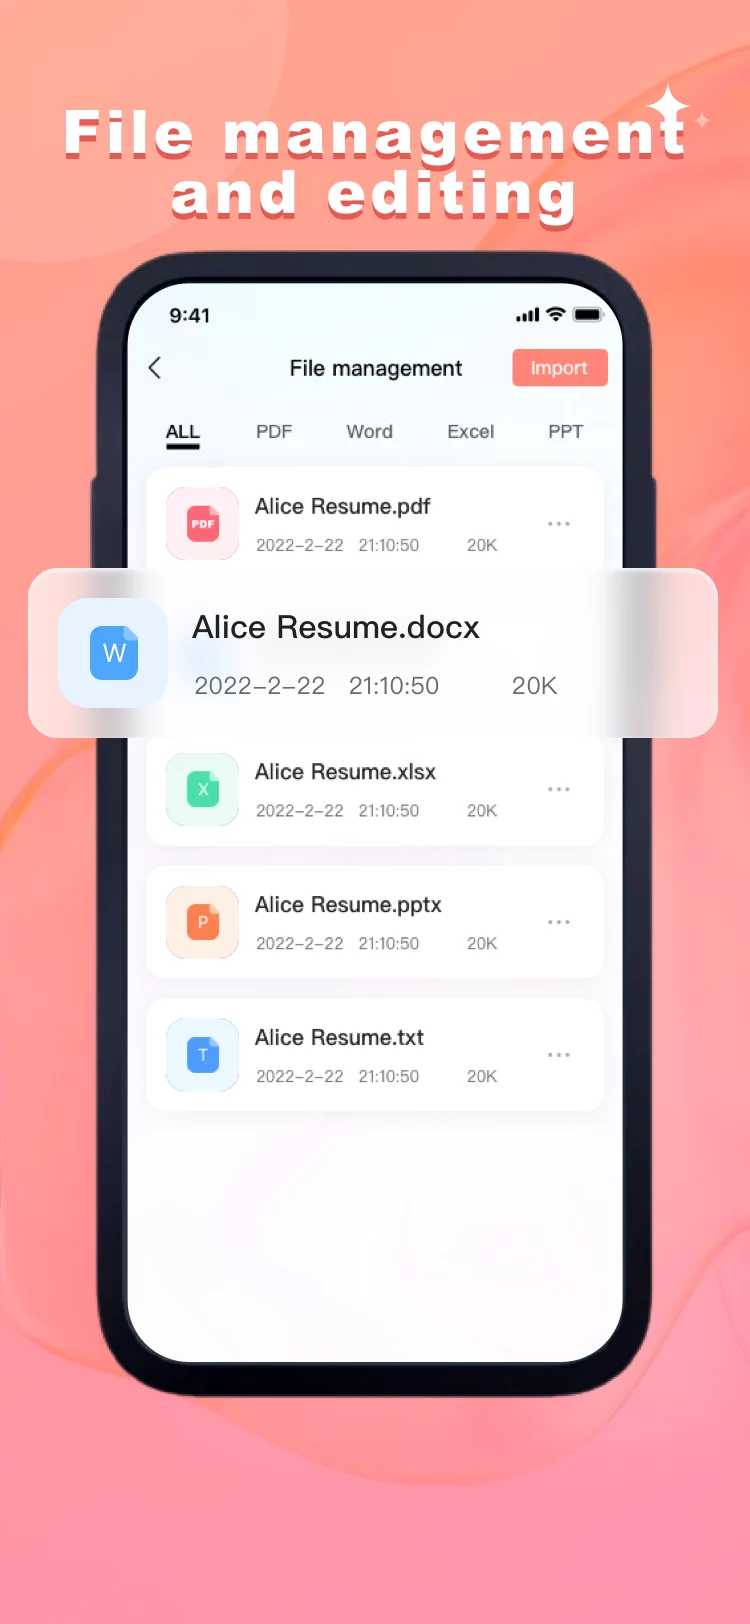 File management
and editing
9:41
File management
Import
ALL PDF Word Excel PPT
PDF
Alice Resume.pdf
2022-2-22 21:10:50 20K
W
Alice Resume.docx
2022-2-22 21:10:50 20K
X
Alice Resume.xlsx
2022-2-22 21:10:50 20K
P
Alice Resume.pptx
2022-2-22 21:10:50 20K
T
Alice Resume.txt
2022-2-22 21:10:50 20K